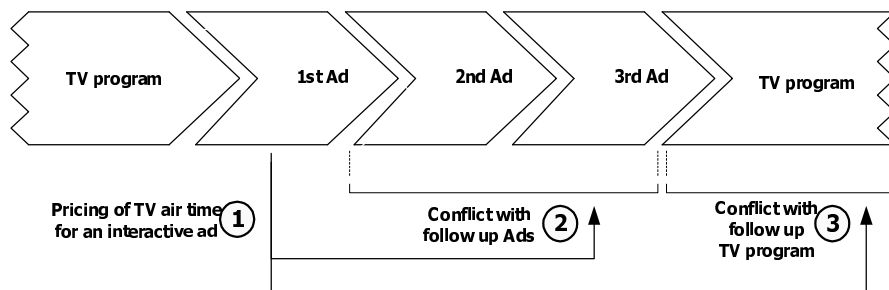 TV program
1st Ad
2nd Ad
3rd Ad
TV program
Pricing of TV air time
for an interactive ad
1
Conflict with
follow up Ads
2
Conflict with
follow up
TV program
3